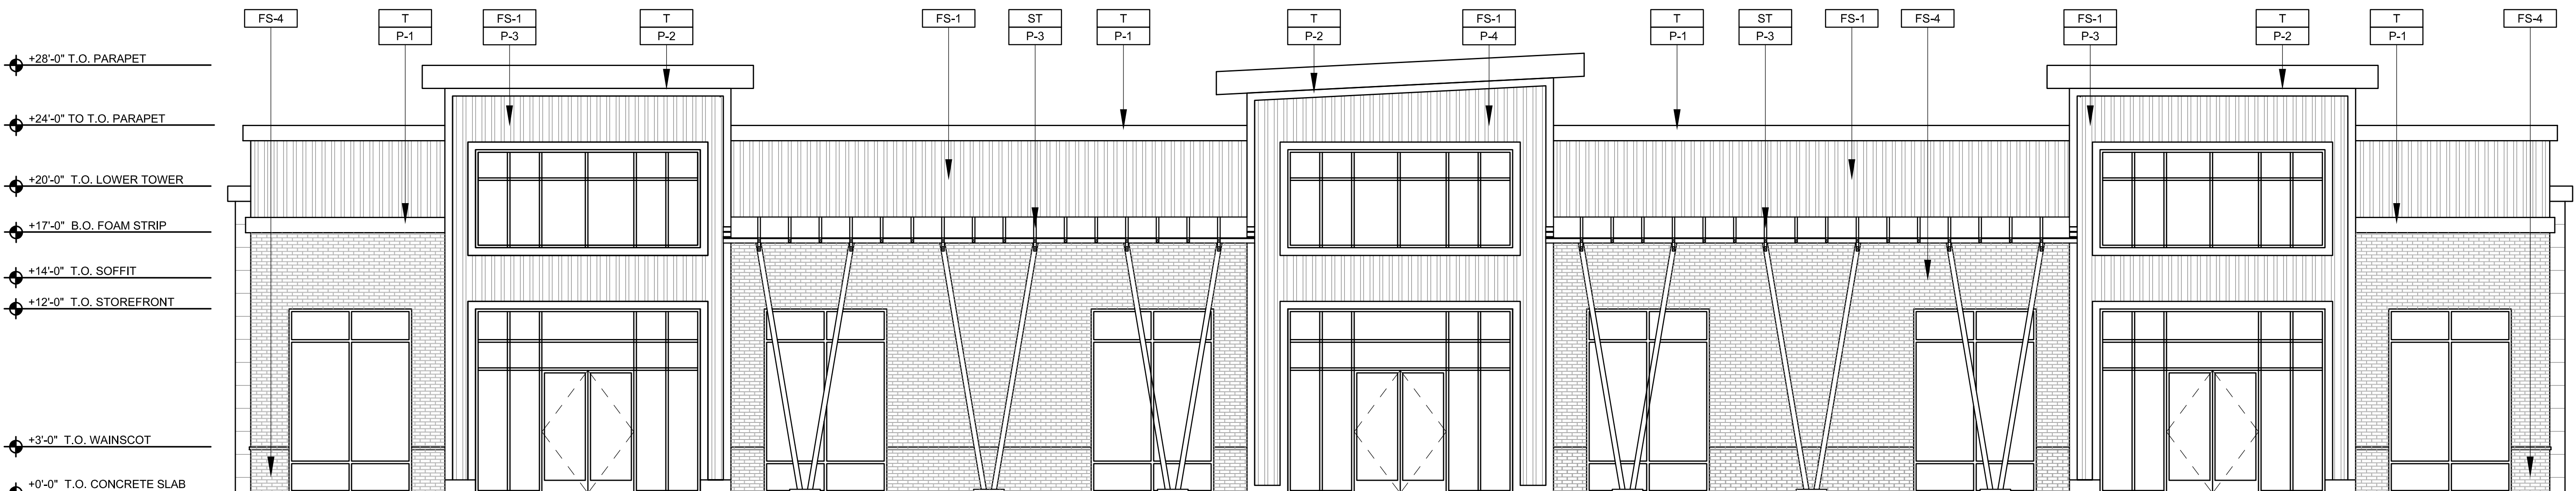 FS-4
T
P-1
FS-1
P-3
T
P-2
FS-1
ST
P-3
T
P-1
T
P-2
FS-1
P-4
T
P-1
ST
P-3
FS-1
FS-4
FS-1
P-3
T
P-2
T
P-1
FS-4
+28'-0" T.O. PARAPET
+24'-0" TO T.O. PARAPET
+20'-0" T.O. LOWER TOWER
+17'-0" B.O. FOAM STRIP
+14'-0" T.O. SOFFIT
+12'-0" T.O. STOREFRONT
+3'-0" T.O. WAINSCOT
+0'-0" T.O. CONCRETE SLAB